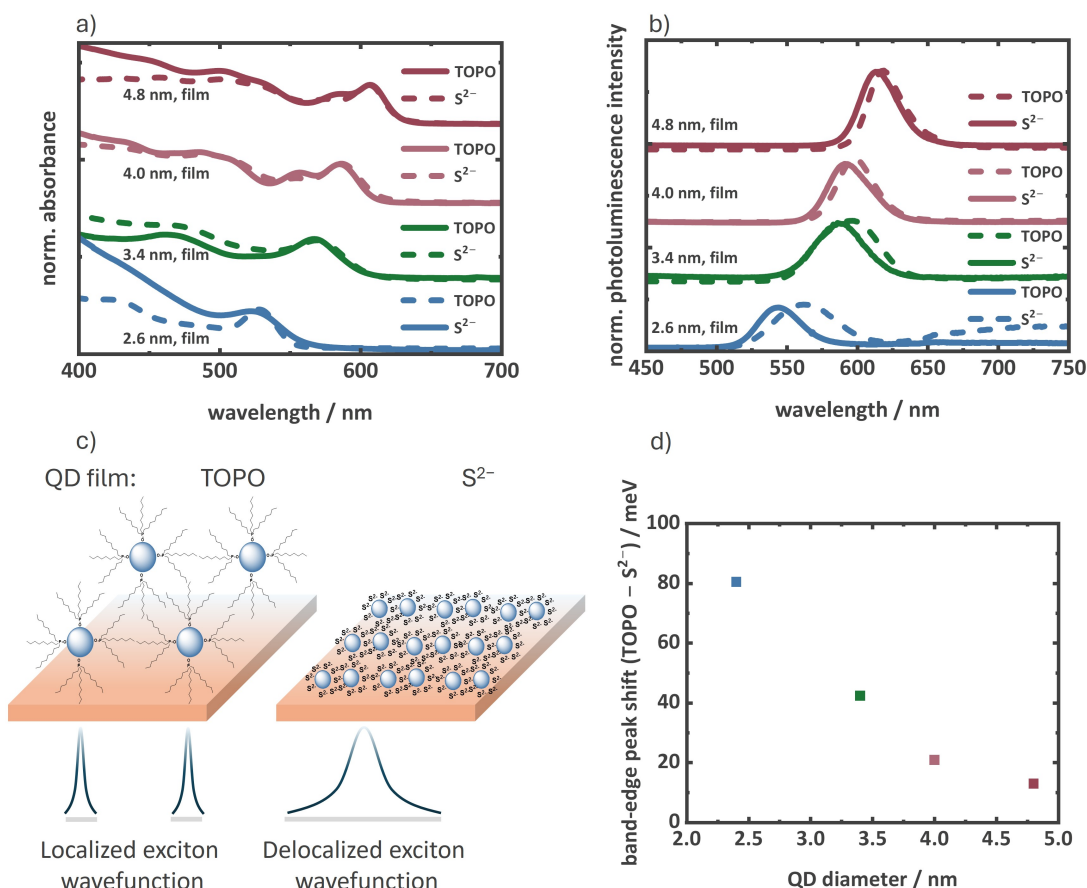 a)
norm. absorbance
TOPO
S²⁻
4.8 nm, film
TOPO
S²⁻
4.0 nm, film
TOPO
S²⁻
3.4 nm, film
TOPO
S²⁻
2.6 nm, film
400 500 600 700
wavelength / nm
b)
norm. photoluminescence intensity
TOPO
S²⁻
4.8 nm, film
TOPO
S²⁻
4.0 nm, film
TOPO
S²⁻
3.4 nm, film
TOPO
S²⁻
2.6 nm, film
450 500 550 600 650 700 750
wavelength / nm
c)
QD film: TOPO S²⁻
Localized exciton
wavefunction
Delocalized exciton
wavefunction
d)
band-edge peak shift (TOPO − S²⁻) / meV
100
80
60
40
20
0
2.0 2.5 3.0 3.5 4.0 4.5 5.0
QD diameter / nm